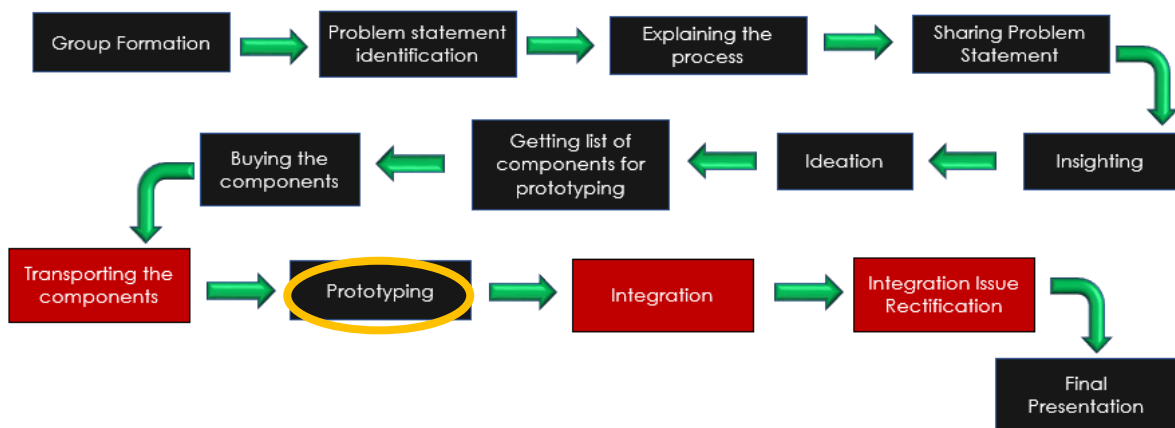 Group Formation
Problem statement
identification
Explaining the
process
Sharing Problem
Statement
Insighting
Ideation
Getting list of
components for
prototyping
Buying the
components
Transporting the
components
Prototyping
Integration
Integration Issue
Rectification
Final
Presentation